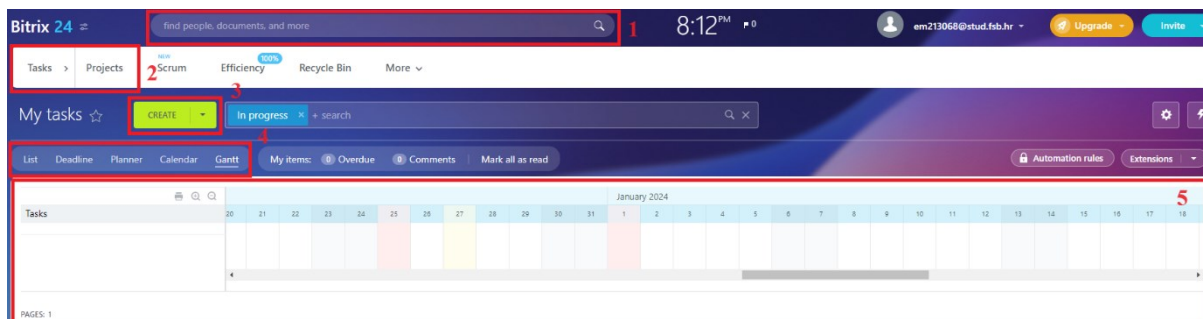 Bitrix 24 find people, documents, and more 1 8:12 PM 0 em213068@stud.fsb.hr Upgrade Invite
Tasks > Projects 2 NEW Scrum Efficiency 100% Recycle Bin More
3
My tasks CREATE In progress × + search
4
List Deadline Planner Calendar Gantt My items: 0 Overdue 0 Comments Mark all as read Automation rules Extensions
January 2024 5
Tasks 20 21 22 23 24 25 26 27 28 29 30 31 1 2 3 4 5 6 7 8 9 10 11 12 13 14 15 16 17 18
PAGES: 1